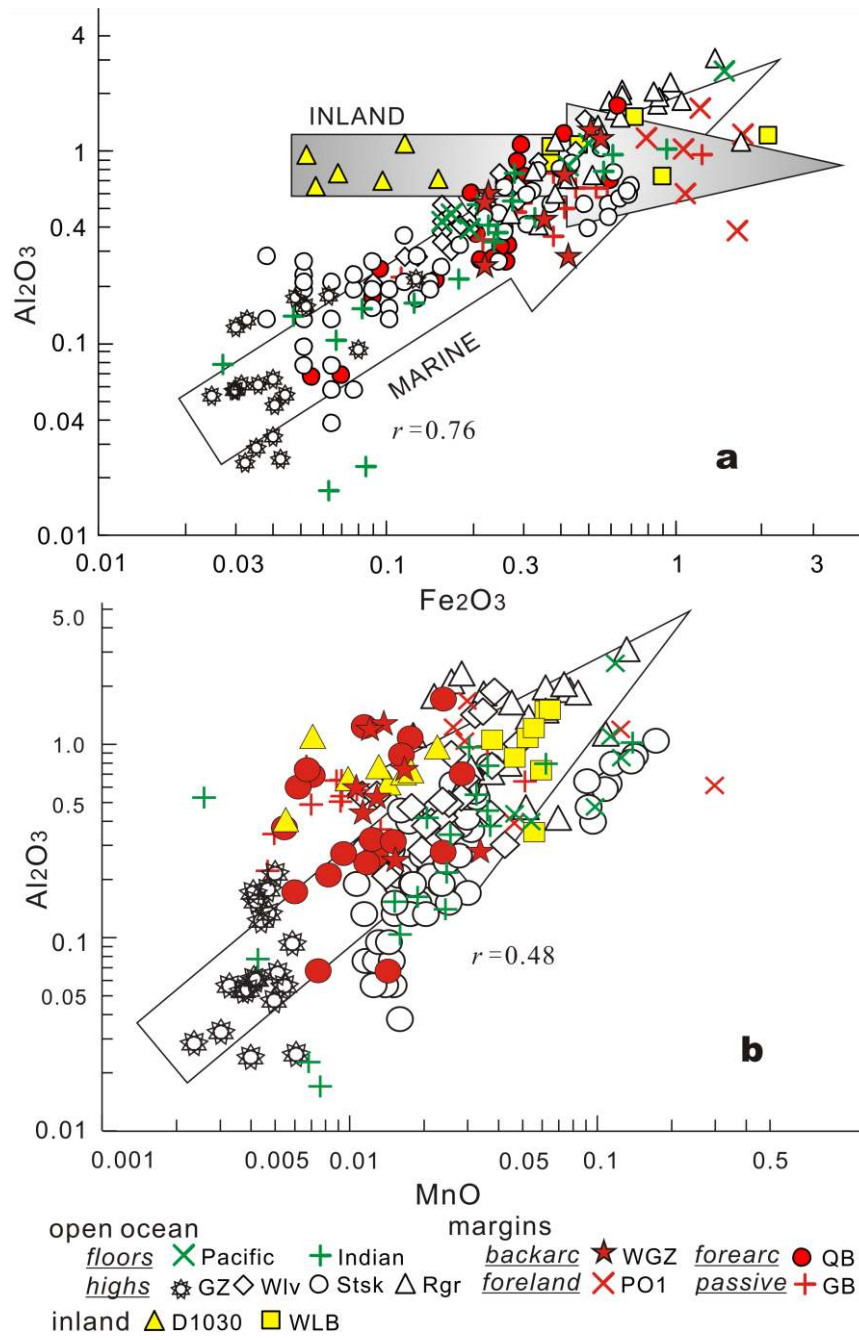 4
1
0.4
0.1
0.04
0.01
Al2O3
INLAND
MARINE
r=0.76
a
0.01 0.03 0.1 0.3 1 3
Fe2O3
5.0
1.0
0.5
0.1
0.05
0.01
Al2O3
r=0.48
b
0.001 0.005 0.01 0.05 0.1 0.5
MnO
open ocean margins
floors Pacific Indian backarc WGZ forearc QB
highs GZ Wlv Stsk Rgr foreland PO1 passive GB
inland D1030 WLB